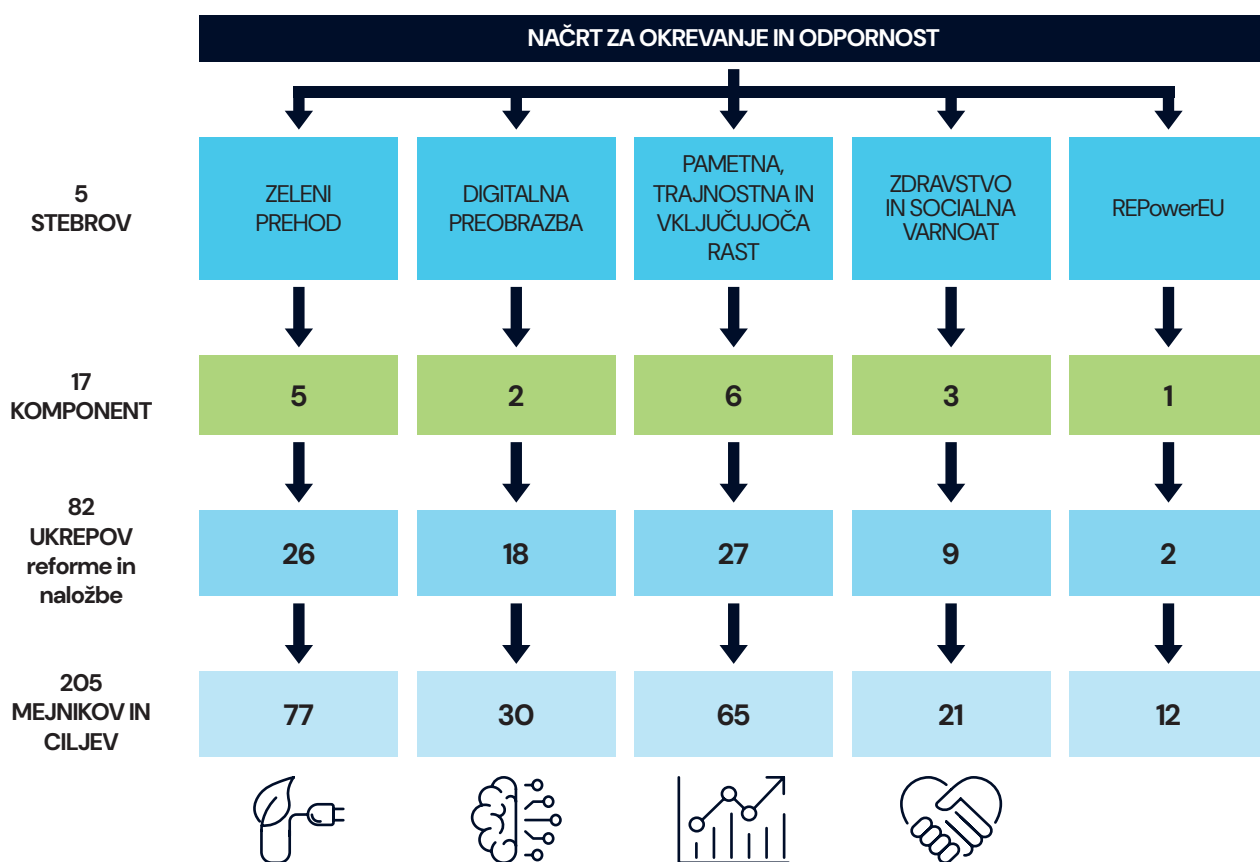 NAČRT ZA OKREVANJE IN ODPORNOST
5
STEBROV
ZELENI
PREHOD
DIGITALNA
PREOBRAZBA
PAMETNA,
TRAJNOSTNA IN
VKLJUČUJOČA
RAST
ZDRAVSTVO
IN SOCIALNA
VARNOAT
REPowerEU
17
KOMPONENT
5
2
6
3
1
82
UKREPOV
reforme in
naložbe
26
18
27
9
2
205
MEJNIKOV IN
CILJEV
77
30
65
21
12